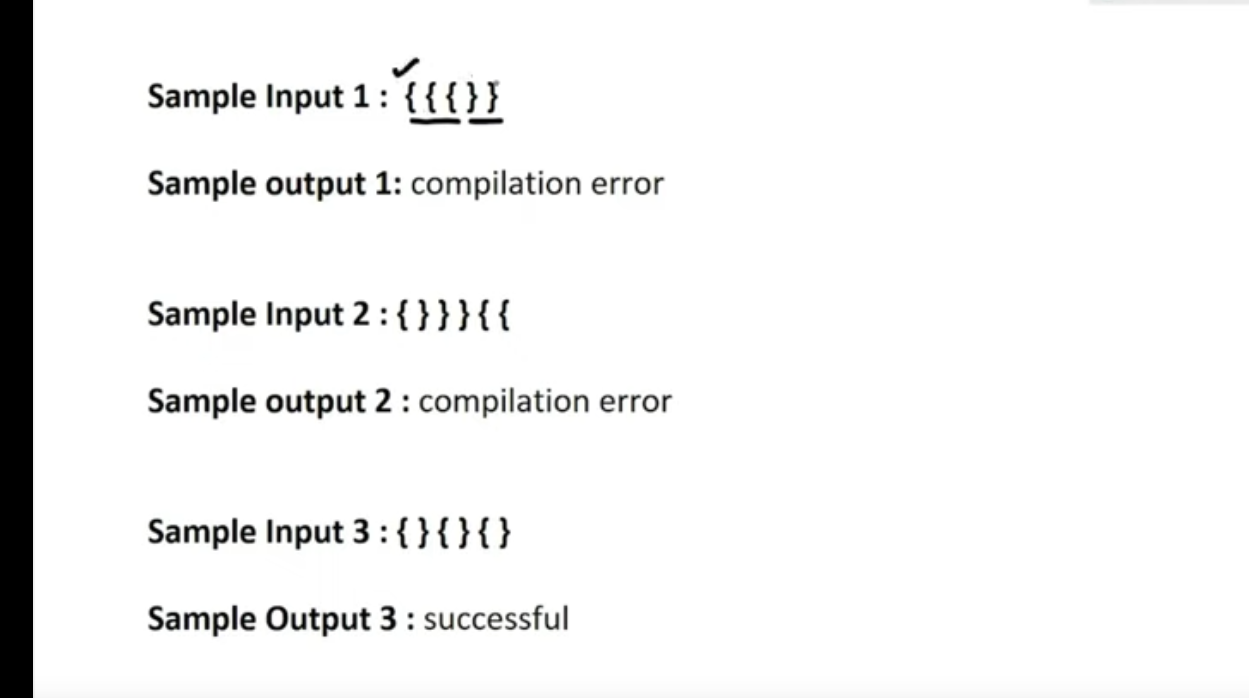 Sample Input 1 : {{{}}
Sample output 1: compilation error
Sample Input 2 : {}}}{{
Sample output 2 : compilation error
Sample Input 3 : {}{}{}
Sample Output 3 : successful